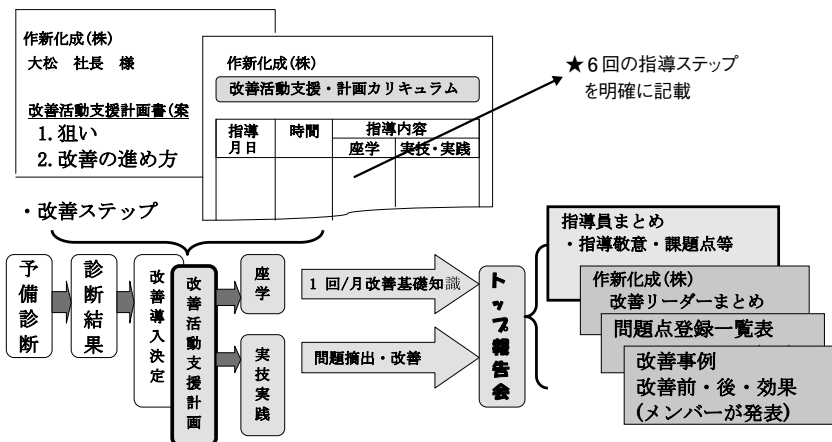 作新化成(株)
大松 社長 様
改善活動支援計画書(案
1. 狙い
2. 改善の進め方
作新化成(株)
改善活動支援・計画カリキュラム
指導月日
時間
指導内容
座学
実技・実践
★6回の指導ステップ
を明確に記載
・改善ステップ
予備診断
診断結果
改善導入決定
改善活動支援計画
座学
実技実践
1 回/月改善基礎知識
問題摘出・改善
トップ報告会
指導員まとめ
・指導敬意・課題点等
作新化成(株)
改善リーダーまとめ
問題点登録一覧表
改善事例
改善前・後・効果
(メンバーが発表)